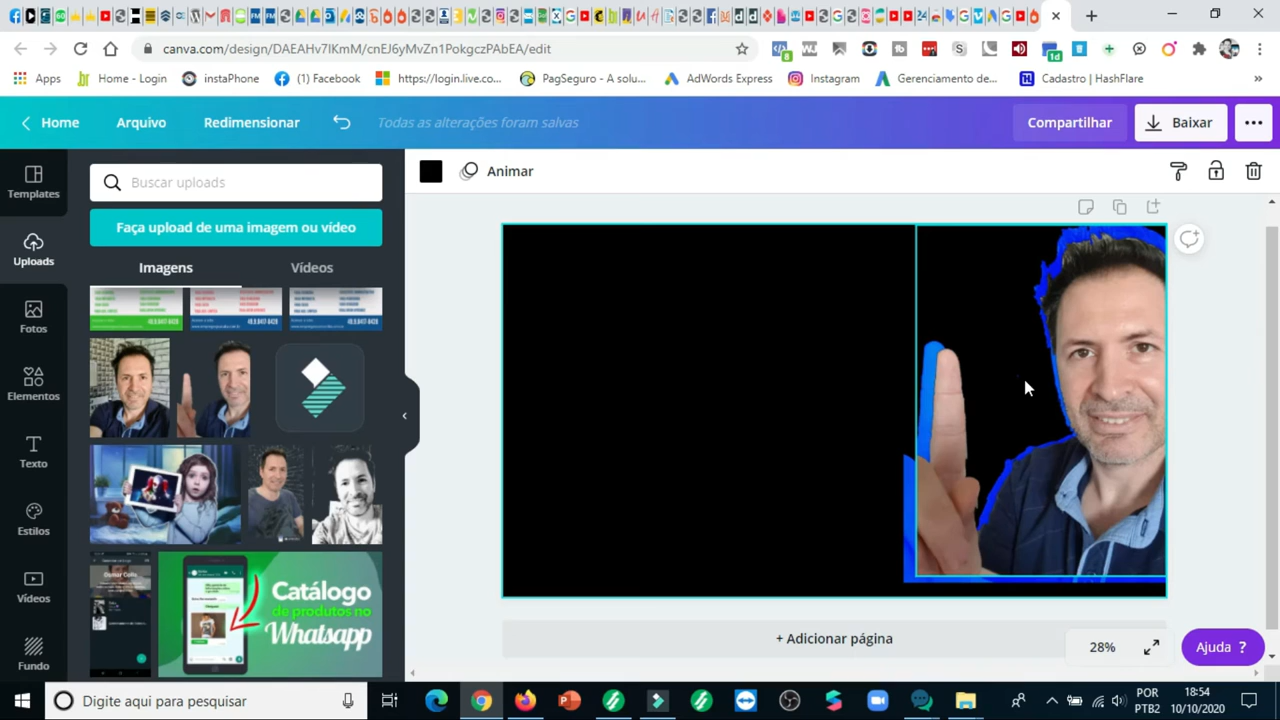 canva.com/design/DAEAHv7IKmM/cnEJ6yMvZn1PokgczPAbEA/edit
Apps
Home - Login
instaPhone
(1) Facebook
https://login.live.co...
PagSeguro - A solu...
AdWords Express
Instagram
Gerenciamento de...
Cadastro | HashFlare
Home
Arquivo
Redimensionar
Todas as alterações foram salvas
Compartilhar
Baixar
Templates
Uploads
Fotos
Elementos
Texto
Estilos
Vídeos
Fundo
Buscar uploads
Faça upload de uma imagem ou vídeo
Imagens
Vídeos
Catálogo
de produtos no
Whatsapp
Animar
+ Adicionar página
28%
Ajuda ?
Digite aqui para pesquisar
POR
PTB2
18:54
10/10/2020